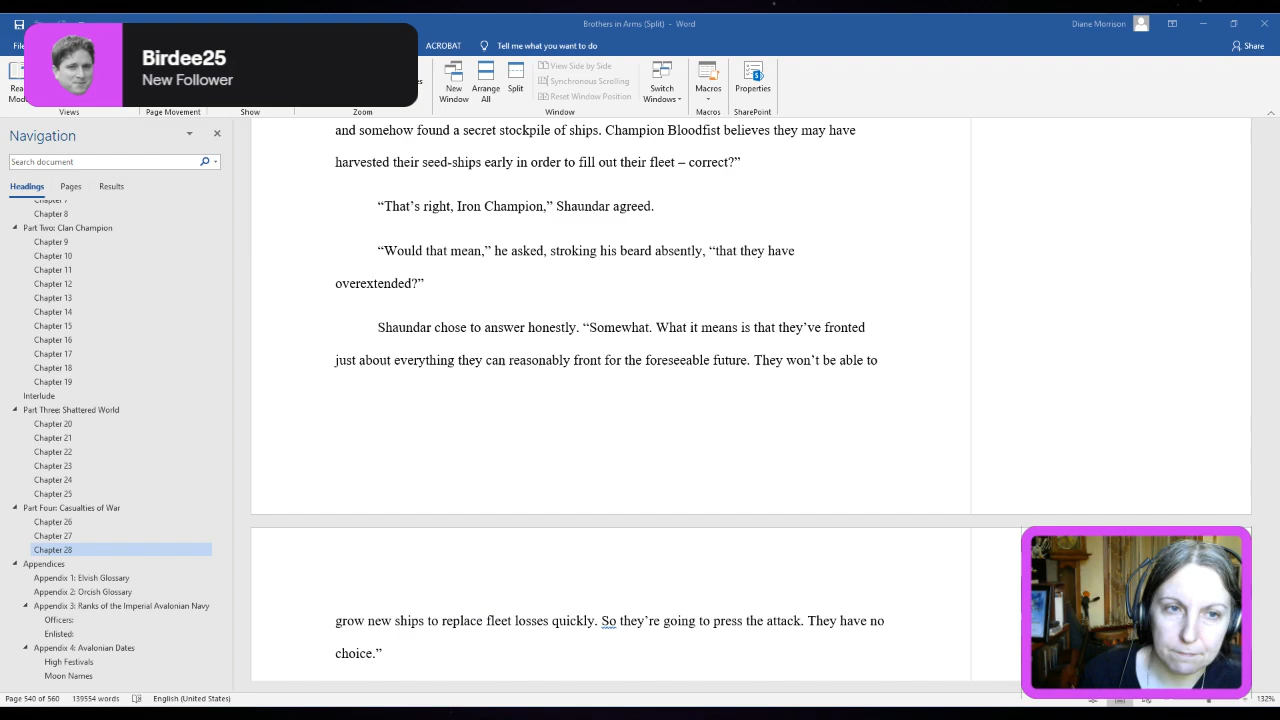 Brothers in Arms (Split) - Word
Diane Morrison
Birdee25
New Follower
ACROBAT
Tell me what you want to do
Share
New Window
Arrange All
Split
View Side by Side
Synchronous Scrolling
Reset Window Position
Switch Windows
Macros
Properties
Views
Page Movement
Show
Zoom
Window
Macros
SharePoint
Navigation
Search document
Headings
Pages
Results
Chapter 7
Chapter 8
Part Two: Clan Champion
Chapter 9
Chapter 10
Chapter 11
Chapter 12
Chapter 13
Chapter 14
Chapter 15
Chapter 16
Chapter 17
Chapter 18
Chapter 19
Interlude
Part Three: Shattered World
Chapter 20
Chapter 21
Chapter 22
Chapter 23
Chapter 24
Chapter 25
Part Four: Casualties of War
Chapter 26
Chapter 27
Chapter 28
Appendices
Appendix 1: Elvish Glossary
Appendix 2: Orcish Glossary
Appendix 3: Ranks of the Imperial Avalonian Navy
Officers:
Enlisted:
Appendix 4: Avalonian Dates
High Festivals
Moon Names
and somehow found a secret stockpile of ships. Champion Bloodfist believes they may have
harvested their seed-ships early in order to fill out their fleet – correct?”
“That’s right, Iron Champion,” Shaundar agreed.
“Would that mean,” he asked, stroking his beard absently, “that they have
overextended?”
Shaundar chose to answer honestly. “Somewhat. What it means is that they’ve fronted
just about everything they can reasonably front for the foreseeable future. They won’t be able to
grow new ships to replace fleet losses quickly. So they’re going to press the attack. They have no
choice.”
Page 540 of 560
139554 words
English (United States)
132%